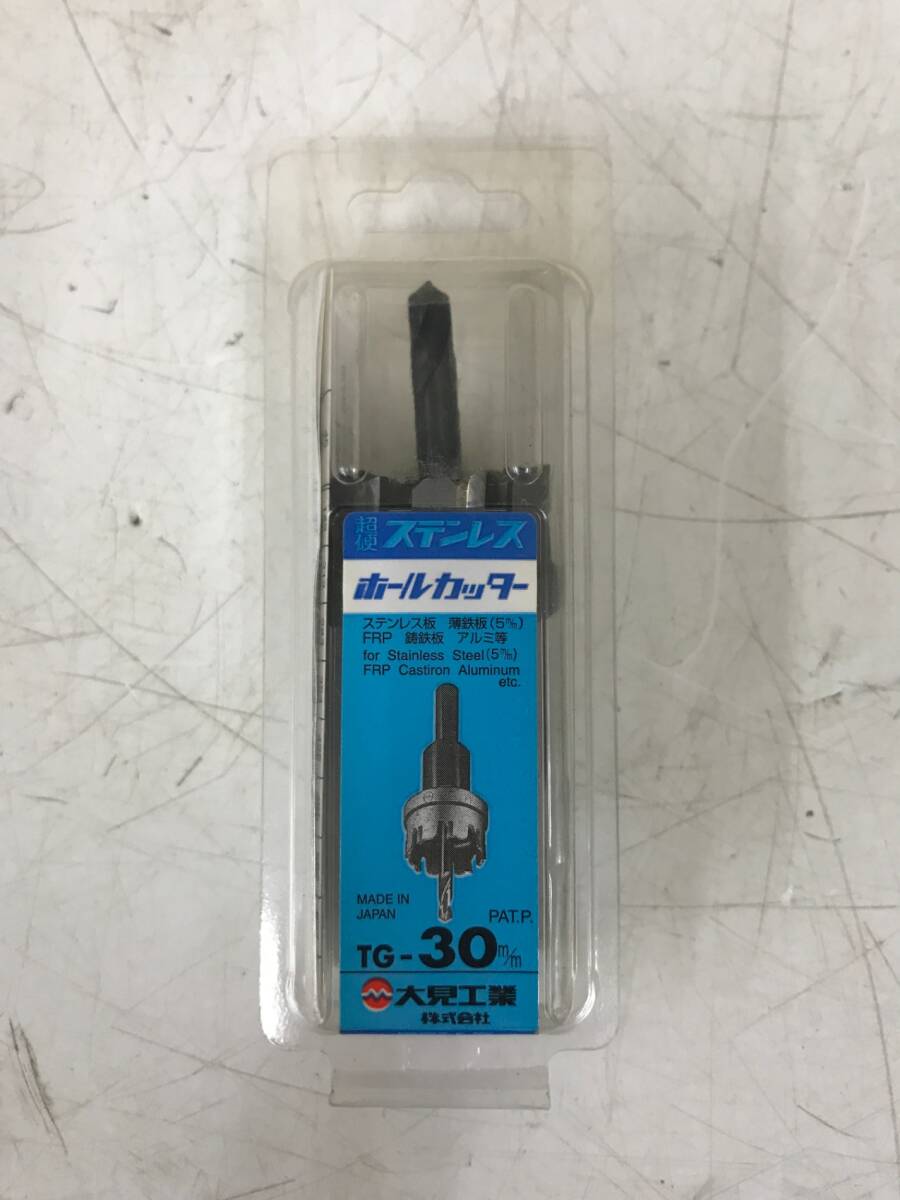 超硬 ステンレス
ホールカッター
ステンレス板 薄鉄板(5㎜)
FRP 鋳鉄板 アルミ等
for Stainless Steel(5㎜)
FRP Castiron Aluminum
etc.
MADE IN
JAPAN
PAT.P.
TG-30m/m
大見工業
株式会社